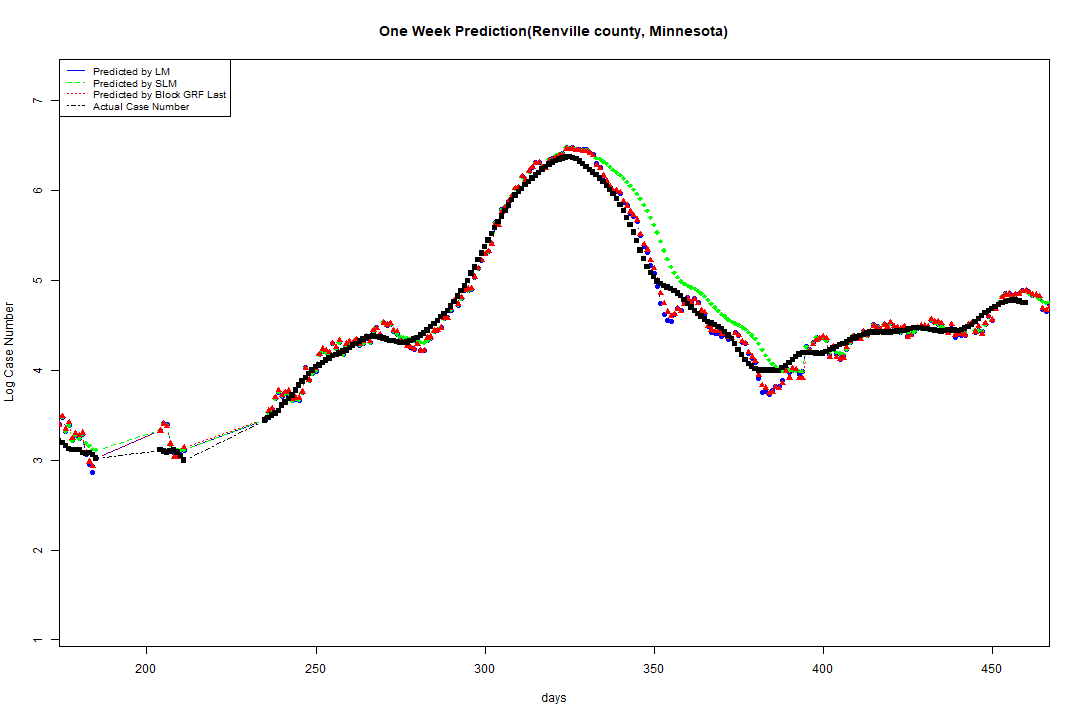 One Week Prediction(Renville county, Minnesota)
Predicted by LM
Predicted by SLM
Predicted by Block GRF Last
Actual Case Number
Log Case Number
7
6
5
4
3
2
1
200 250 300 350 400 450
days